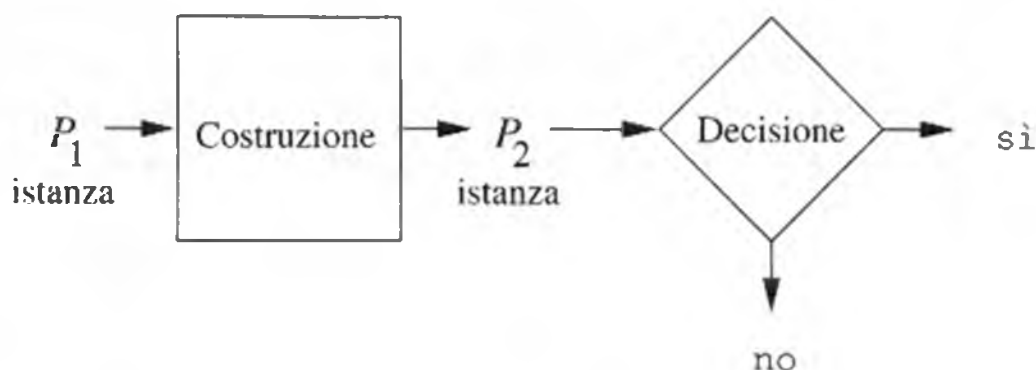 P1
istanza
Costruzione
P2
istanza
Decisione
sì
no